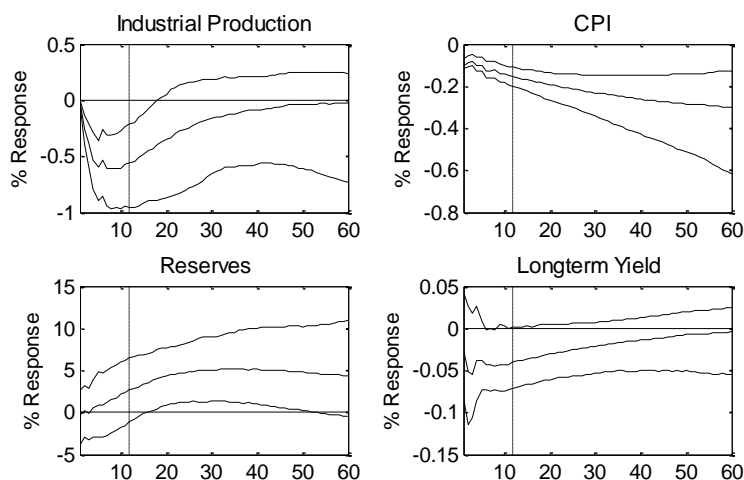 Industrial Production
% Response
0.5
0
-0.5
-1
10 20 30 40 50 60
CPI
% Response
0
-0.2
-0.4
-0.6
-0.8
10 20 30 40 50 60
Reserves
% Response
15
10
5
0
-5
10 20 30 40 50 60
Longterm Yield
% Response
0.05
0
-0.05
-0.1
-0.15
10 20 30 40 50 60